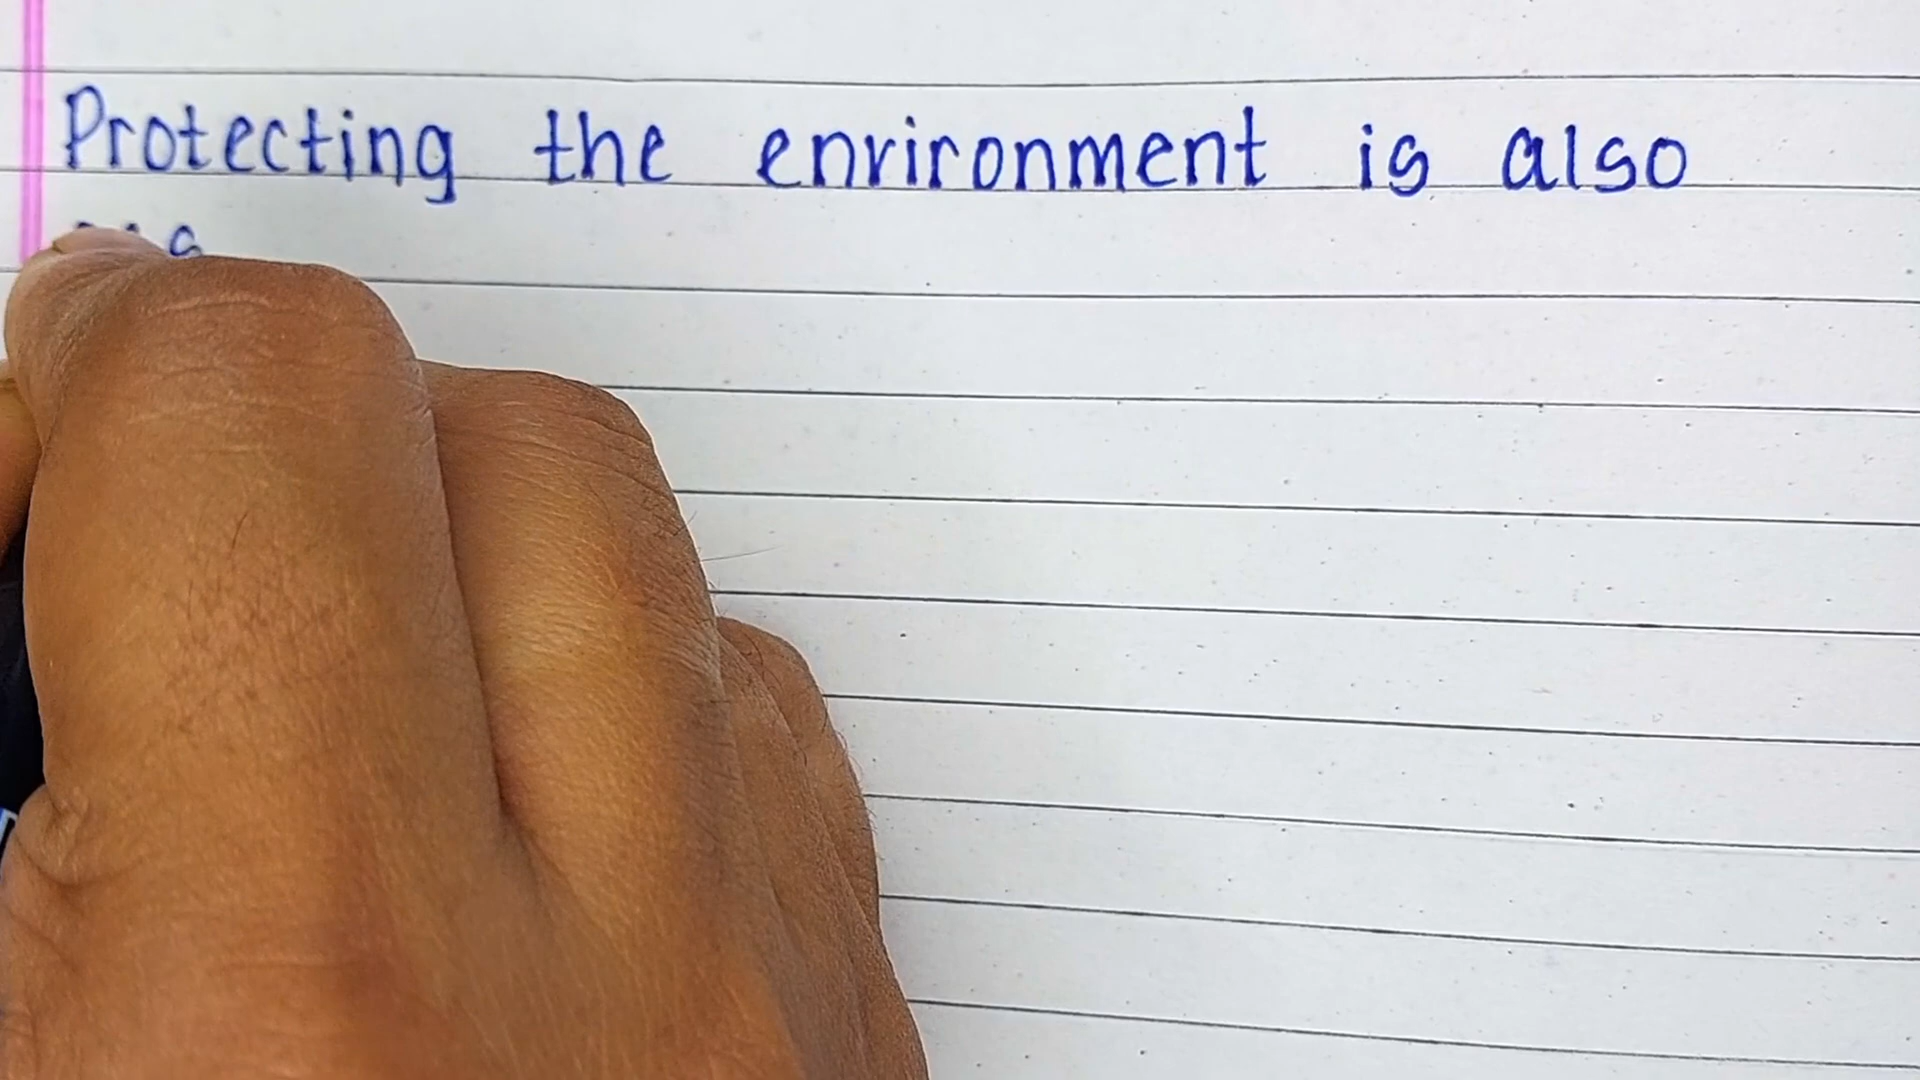 Protecting the environment is also